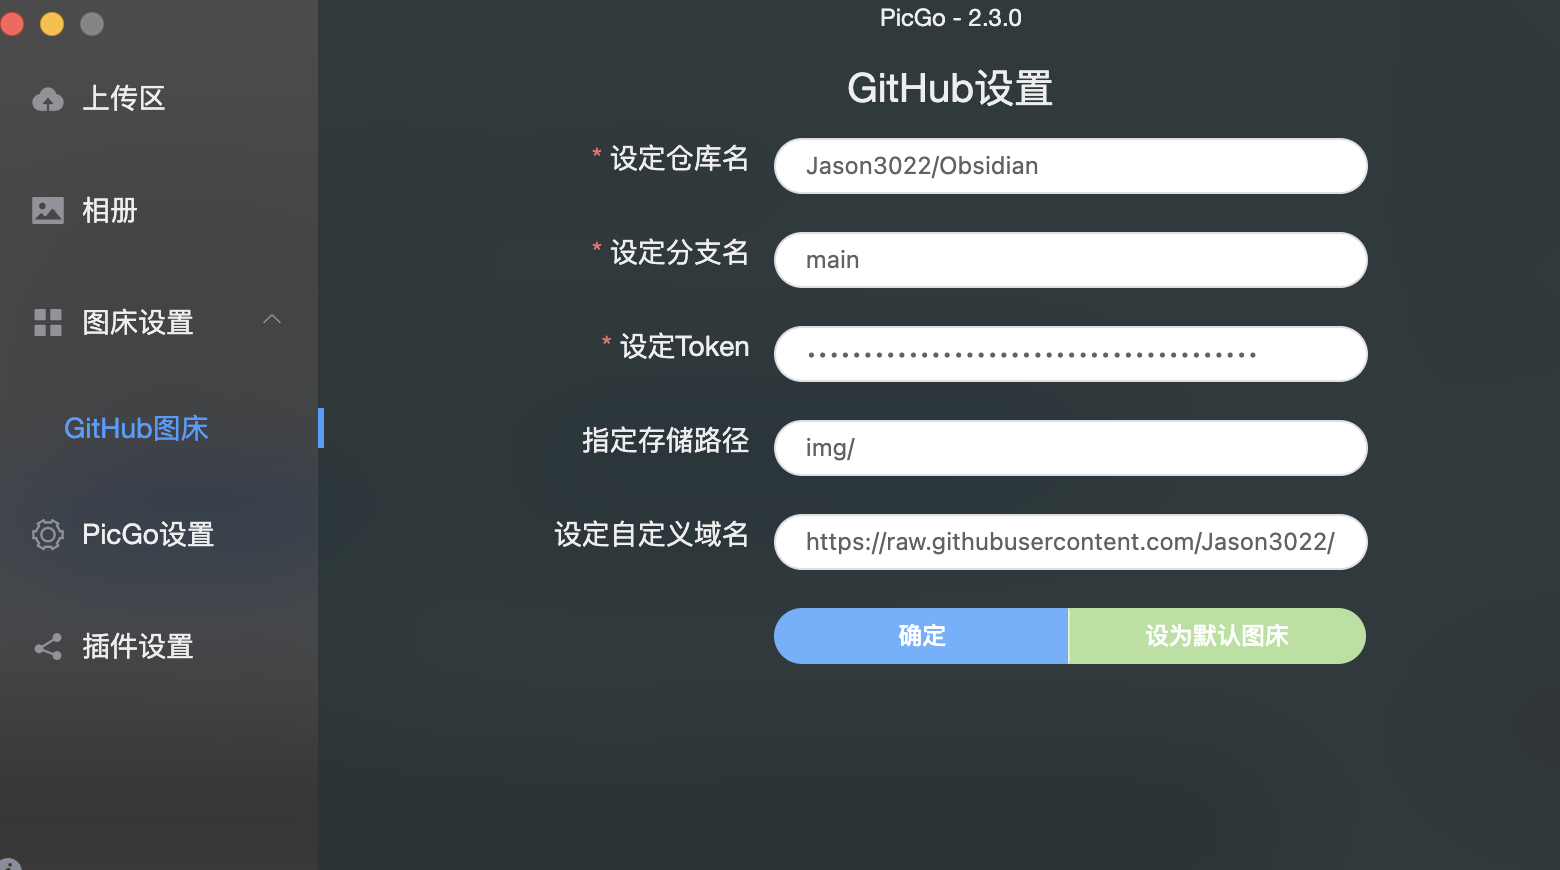 PicGo - 2.3.0
上传区
相册
图床设置
GitHub图床
PicGo设置
插件设置
GitHub设置
* 设定仓库名
Jason3022/Obsidian
* 设定分支名
main
* 设定Token
••••••••••••••••••••••••••••••••••••••••
指定存储路径
img/
设定自定义域名
https://raw.githubusercontent.com/Jason3022/
确定
设为默认图床